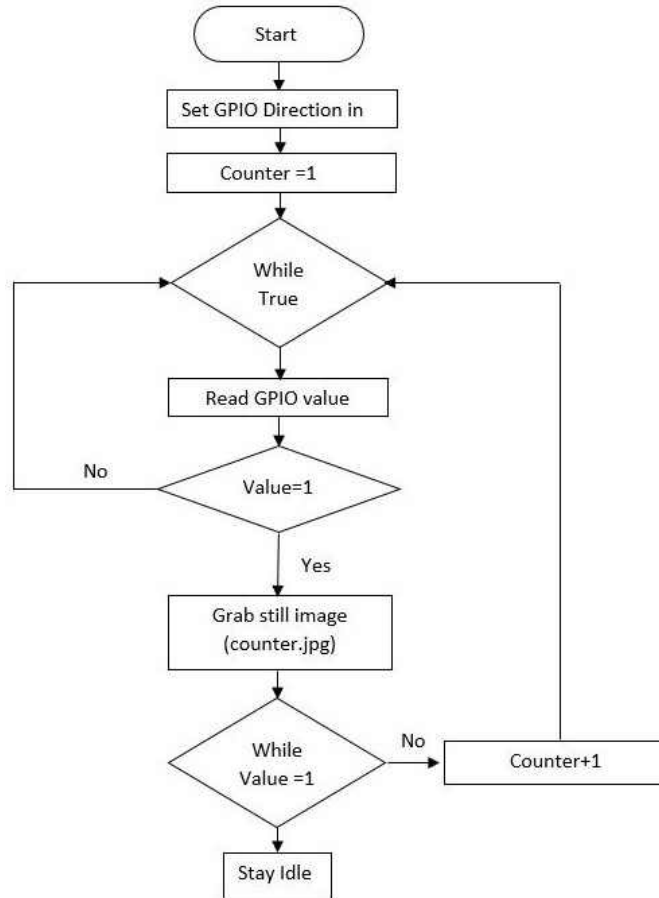 Start
Set GPIO Direction in
Counter =1
While
True
Read GPIO value
No
Value=1
Yes
Grab still image
(counter.jpg)
While
Value =1
No
Counter+1
Stay Idle